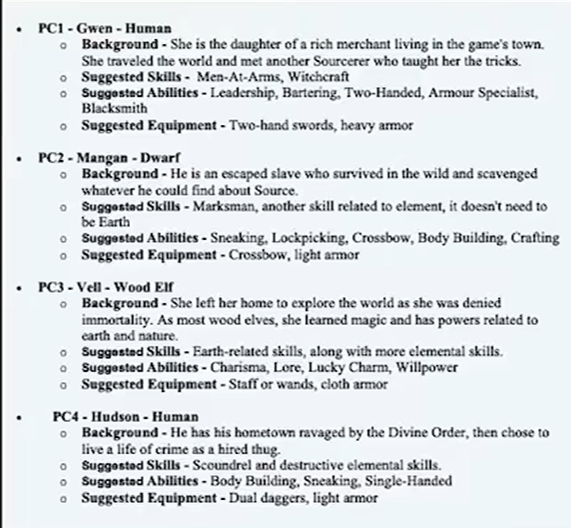 • PC1 - Gwen - Human
o Background - She is the daughter of a rich merchant living in the game's town.
She traveled the world and met another Sourcerer who taught her the tricks.
o Suggested Skills - Men-At-Arms, Witchcraft
o Suggested Abilities - Leadership, Bartering, Two-Handed, Armour Specialist,
Blacksmith
o Suggested Equipment - Two-hand swords, heavy armor
• PC2 - Mangan - Dwarf
o Background - He is an escaped slave who survived in the wild and scavenged
whatever he could find about Source.
o Suggested Skills - Marksman, another skill related to element, it doesn't need to
be Earth
o Suggested Abilities - Sneaking, Lockpicking, Crossbow, Body Building, Crafting
o Suggested Equipment - Crossbow, light armor
• PC3 - Vell - Wood Elf
o Background - She left her home to explore the world as she was denied
immortality. As most wood elves, she learned magic and has powers related to
earth and nature.
o Suggested Skills - Earth-related skills, along with more elemental skills.
o Suggested Abilities - Charisma, Lore, Lucky Charm, Willpower
o Suggested Equipment - Staff or wands, cloth armor
• PC4 - Hudson - Human
o Background - He has his hometown ravaged by the Divine Order, then chose to
live a life of crime as a hired thug.
o Suggested Skills - Scoundrel and destructive elemental skills.
o Suggested Abilities - Body Building, Sneaking, Single-Handed
o Suggested Equipment - Dual daggers, light armor